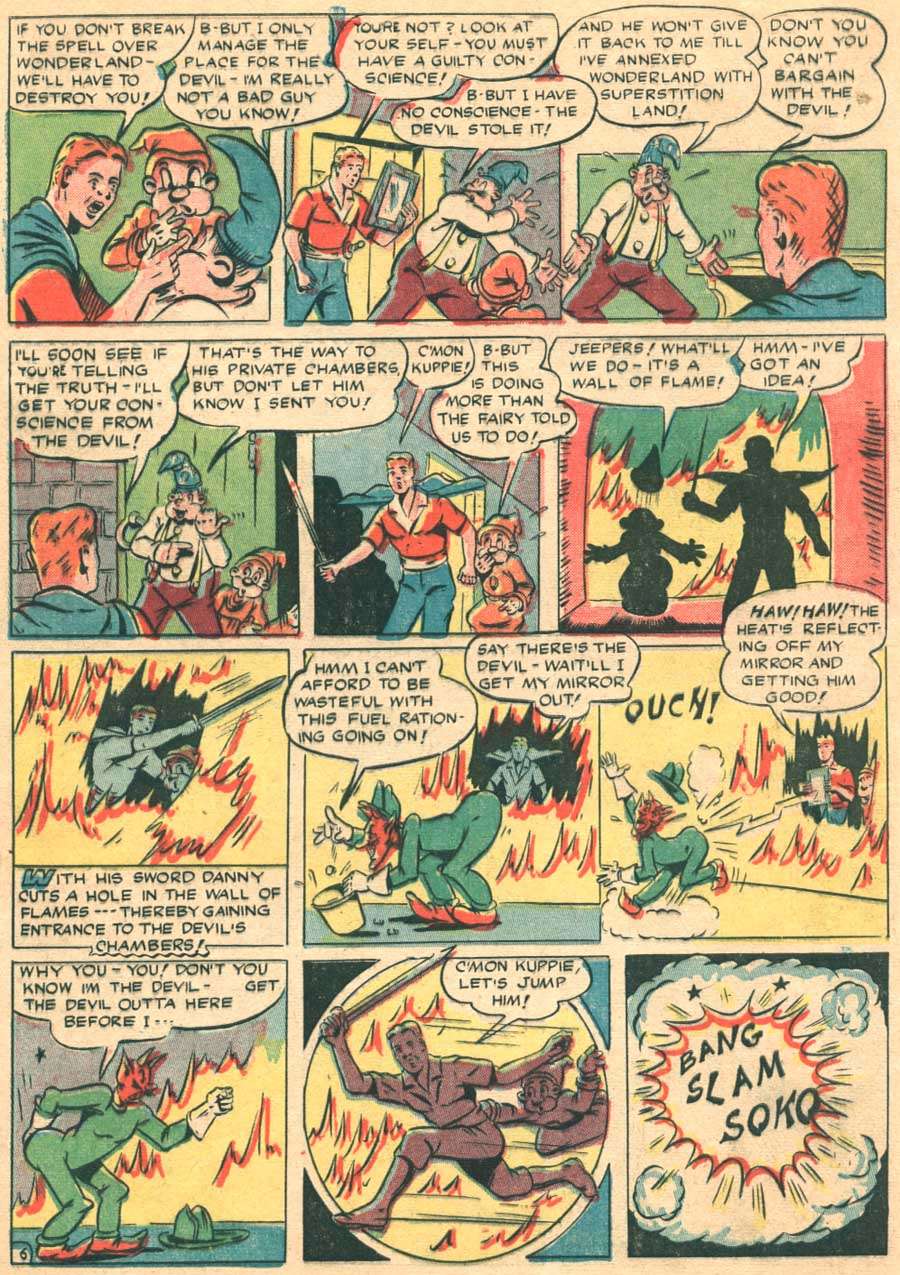 IF YOU DON'T BREAK
THE SPELL OVER
WONDERLAND-
WE'LL HAVE TO
DESTROY YOU!
B-BUT I ONLY
MANAGE THE
PLACE FOR THE
DEVIL-I'M REALLY
NOT A BAD GUY
YOU KNOW!
YOU'RE NOT? LOOK AT
YOUR SELF-YOU MUST
HAVE A GUILTY CON-
SCIENCE!
B-BUT I HAVE
NO CONSCIENCE-THE
DEVIL STOLE IT!
AND HE WON'T GIVE
IT BACK TO ME TILL
I'VE ANNEXED
WONDERLAND WITH
SUPERSTITION
LAND!
DON'T YOU
KNOW YOU
CAN'T
BARGAIN
WITH THE
DEVIL!
I'LL SOON SEE IF
YOU'RE TELLING
THE TRUTH-I'LL
GET YOUR CON-
SCIENCE FROM
THE DEVIL!
THAT'S THE WAY TO
HIS PRIVATE CHAMBERS,
BUT DON'T LET HIM
KNOW I SENT YOU!
C'MON
KUPPIE!
B-BUT
THIS
IS DOING
MORE THAN
THE FAIRY TOLD
US TO DO!
JEEPERS! WHAT'LL
WE DO-IT'S A
WALL OF FLAME!
HMM-I'VE
GOT AN
IDEA!
WITH HIS SWORD DANNY
CUTS A HOLE IN THE WALL OF
FLAMES---THEREBY GAINING
ENTRANCE TO THE DEVIL'S
CHAMBERS!
HMM I CAN'T
AFFORD TO BE
WASTEFUL WITH
THIS FUEL RATION-
ING GOING ON!
SAY THERE'S THE
DEVIL-WAIT'LL I
GET MY MIRROR
OUT!
OUCH!
HAW! HAW! THE
HEAT'S REFLECT-
ING OFF MY
MIRROR AND
GETTING HIM
GOOD!
WHY YOU-YOU! DON'T YOU
KNOW I'M THE DEVIL- GET
THE DEVIL OUTTA HERE
BEFORE I---
6
C'MON KUPPIE,
LET'S JUMP
HIM!
BANG
SLAM
SOKO